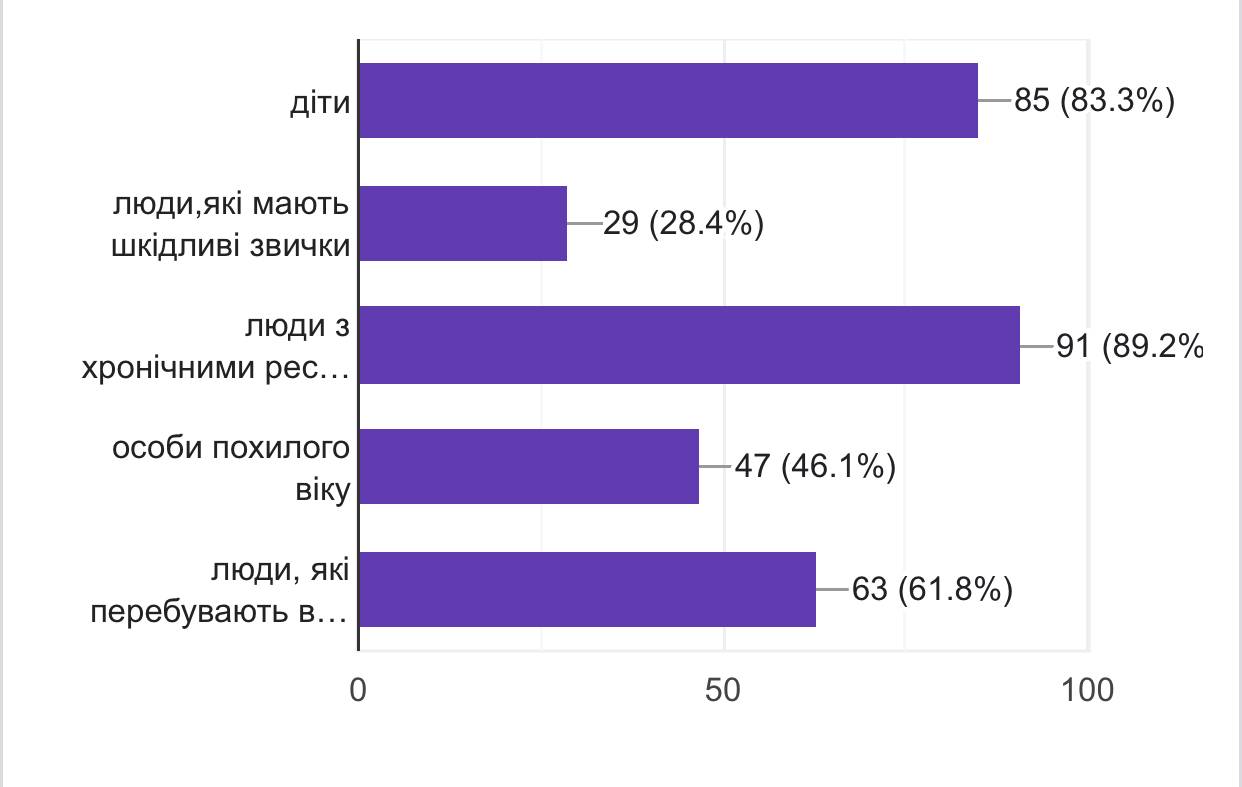 діти
85 (83.3%)
люди,які мають
шкідливі звички
29 (28.4%)
люди з
хронічними рес…
91 (89.2%
особи похилого
віку
47 (46.1%)
люди, які
перебувають в…
63 (61.8%)
0
50
100